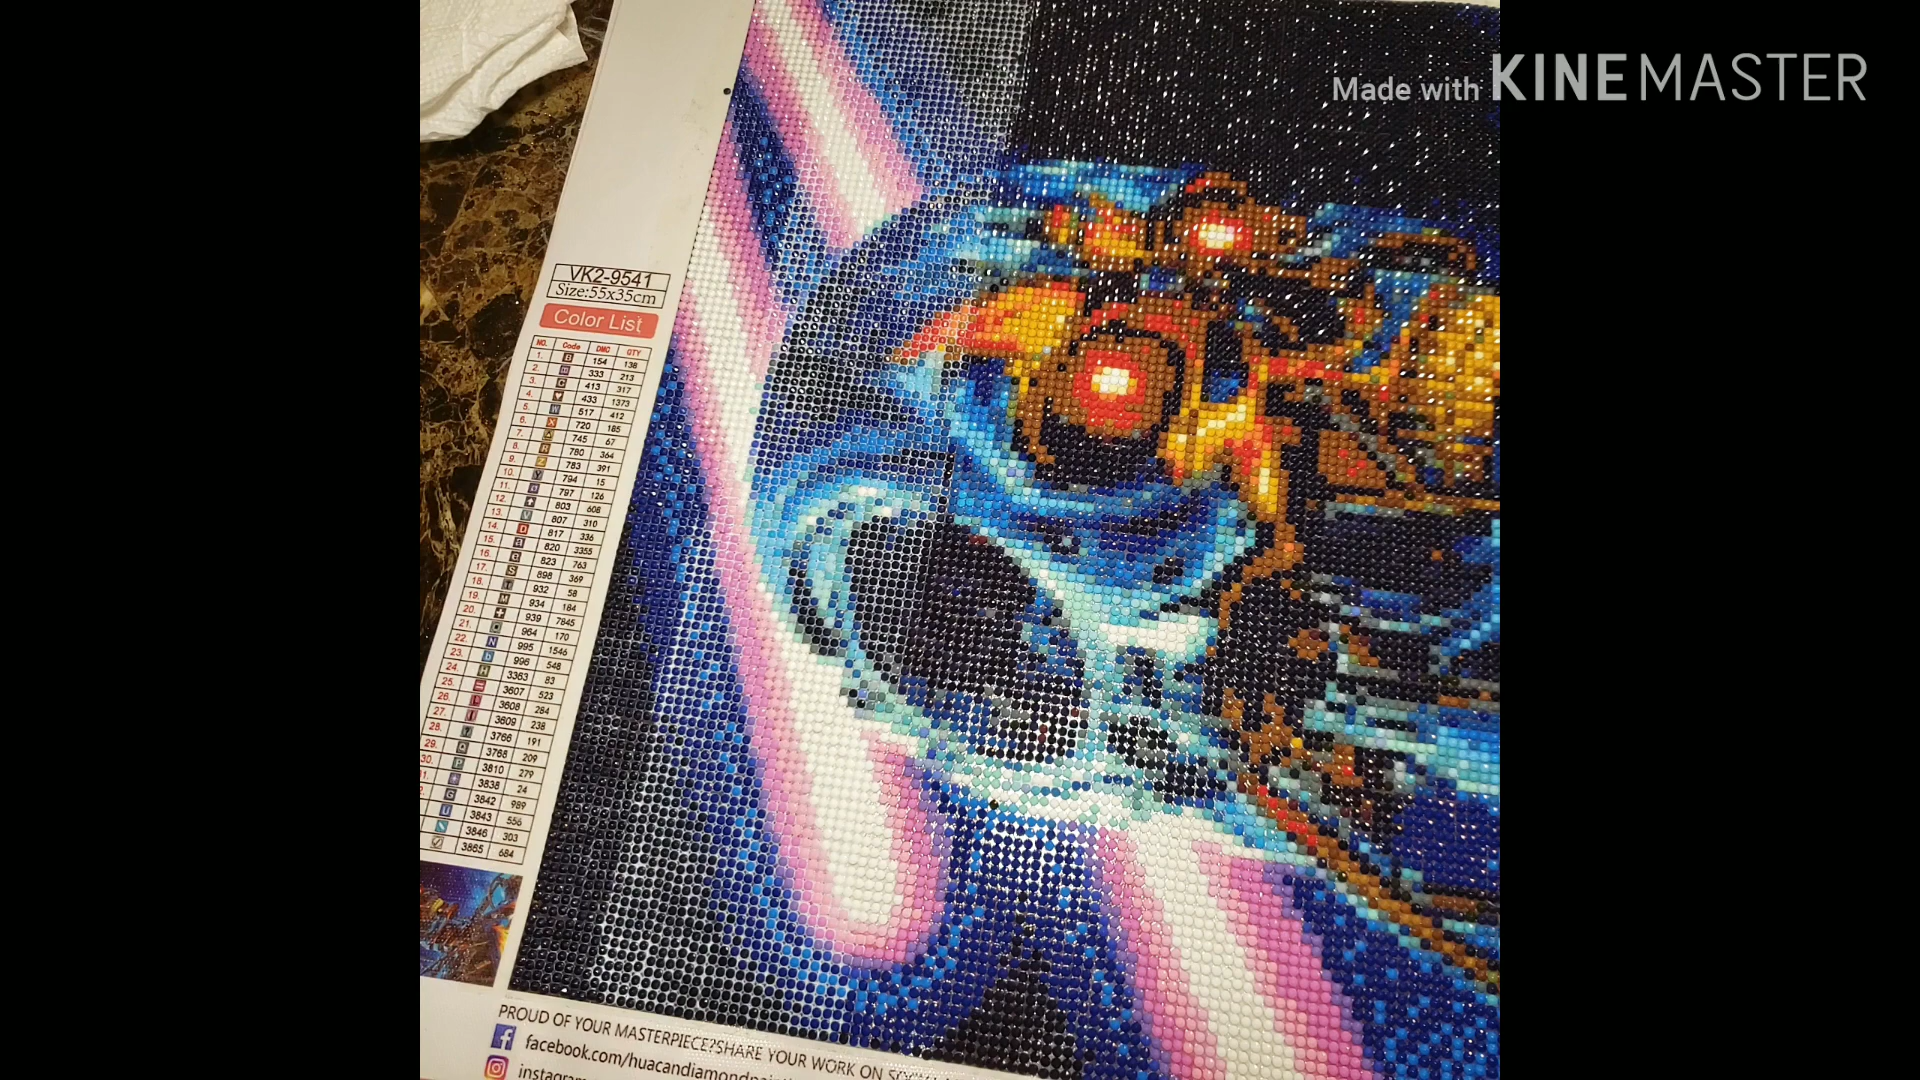 Made with KINEMASTER
VK2-9541
Size:55x35cm
Color List
NO. Code DMC QTY
1. B 154 138
2. m 333 213
3. C 413 317
4. ♥ 433 1373
5. W 517 412
6. X 720 185
7. 745 67
8. R 780 364
9. Z 783 391
10. Y 794 15
11. 797 126
12. 803 608
13. V 807 310
14. D 817 336
15. a 820 3355
16. G 823 763
17. S 898 369
18. 932 58
19. M 934 184
20. + 939 7845
21. 964 170
22. N 995 1546
23. b 996 548
24. H 3363 83
25. = 3607 523
26. 3608 284
27. 3609 238
28. 3766 191
29. Q 3768 209
30. P 3810 279
31. + 3838 24
G 3842 989
U 3843 556
3846 303
✓ 3865 684
PROUD OF YOUR MASTERPIECE?SHARE YOUR WORK ON
facebook.com/huacandiamondpain
instagram